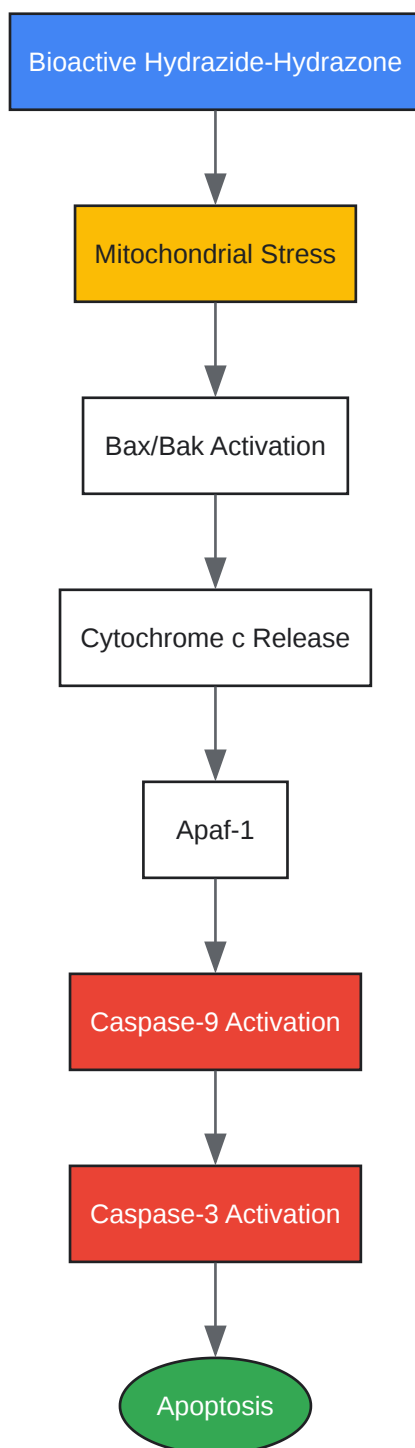 Bioactive Hydrazide-Hydrazone
Mitochondrial Stress
Bax/Bak Activation
Cytochrome c Release
Apaf-1
Caspase-9 Activation
Caspase-3 Activation
Apoptosis